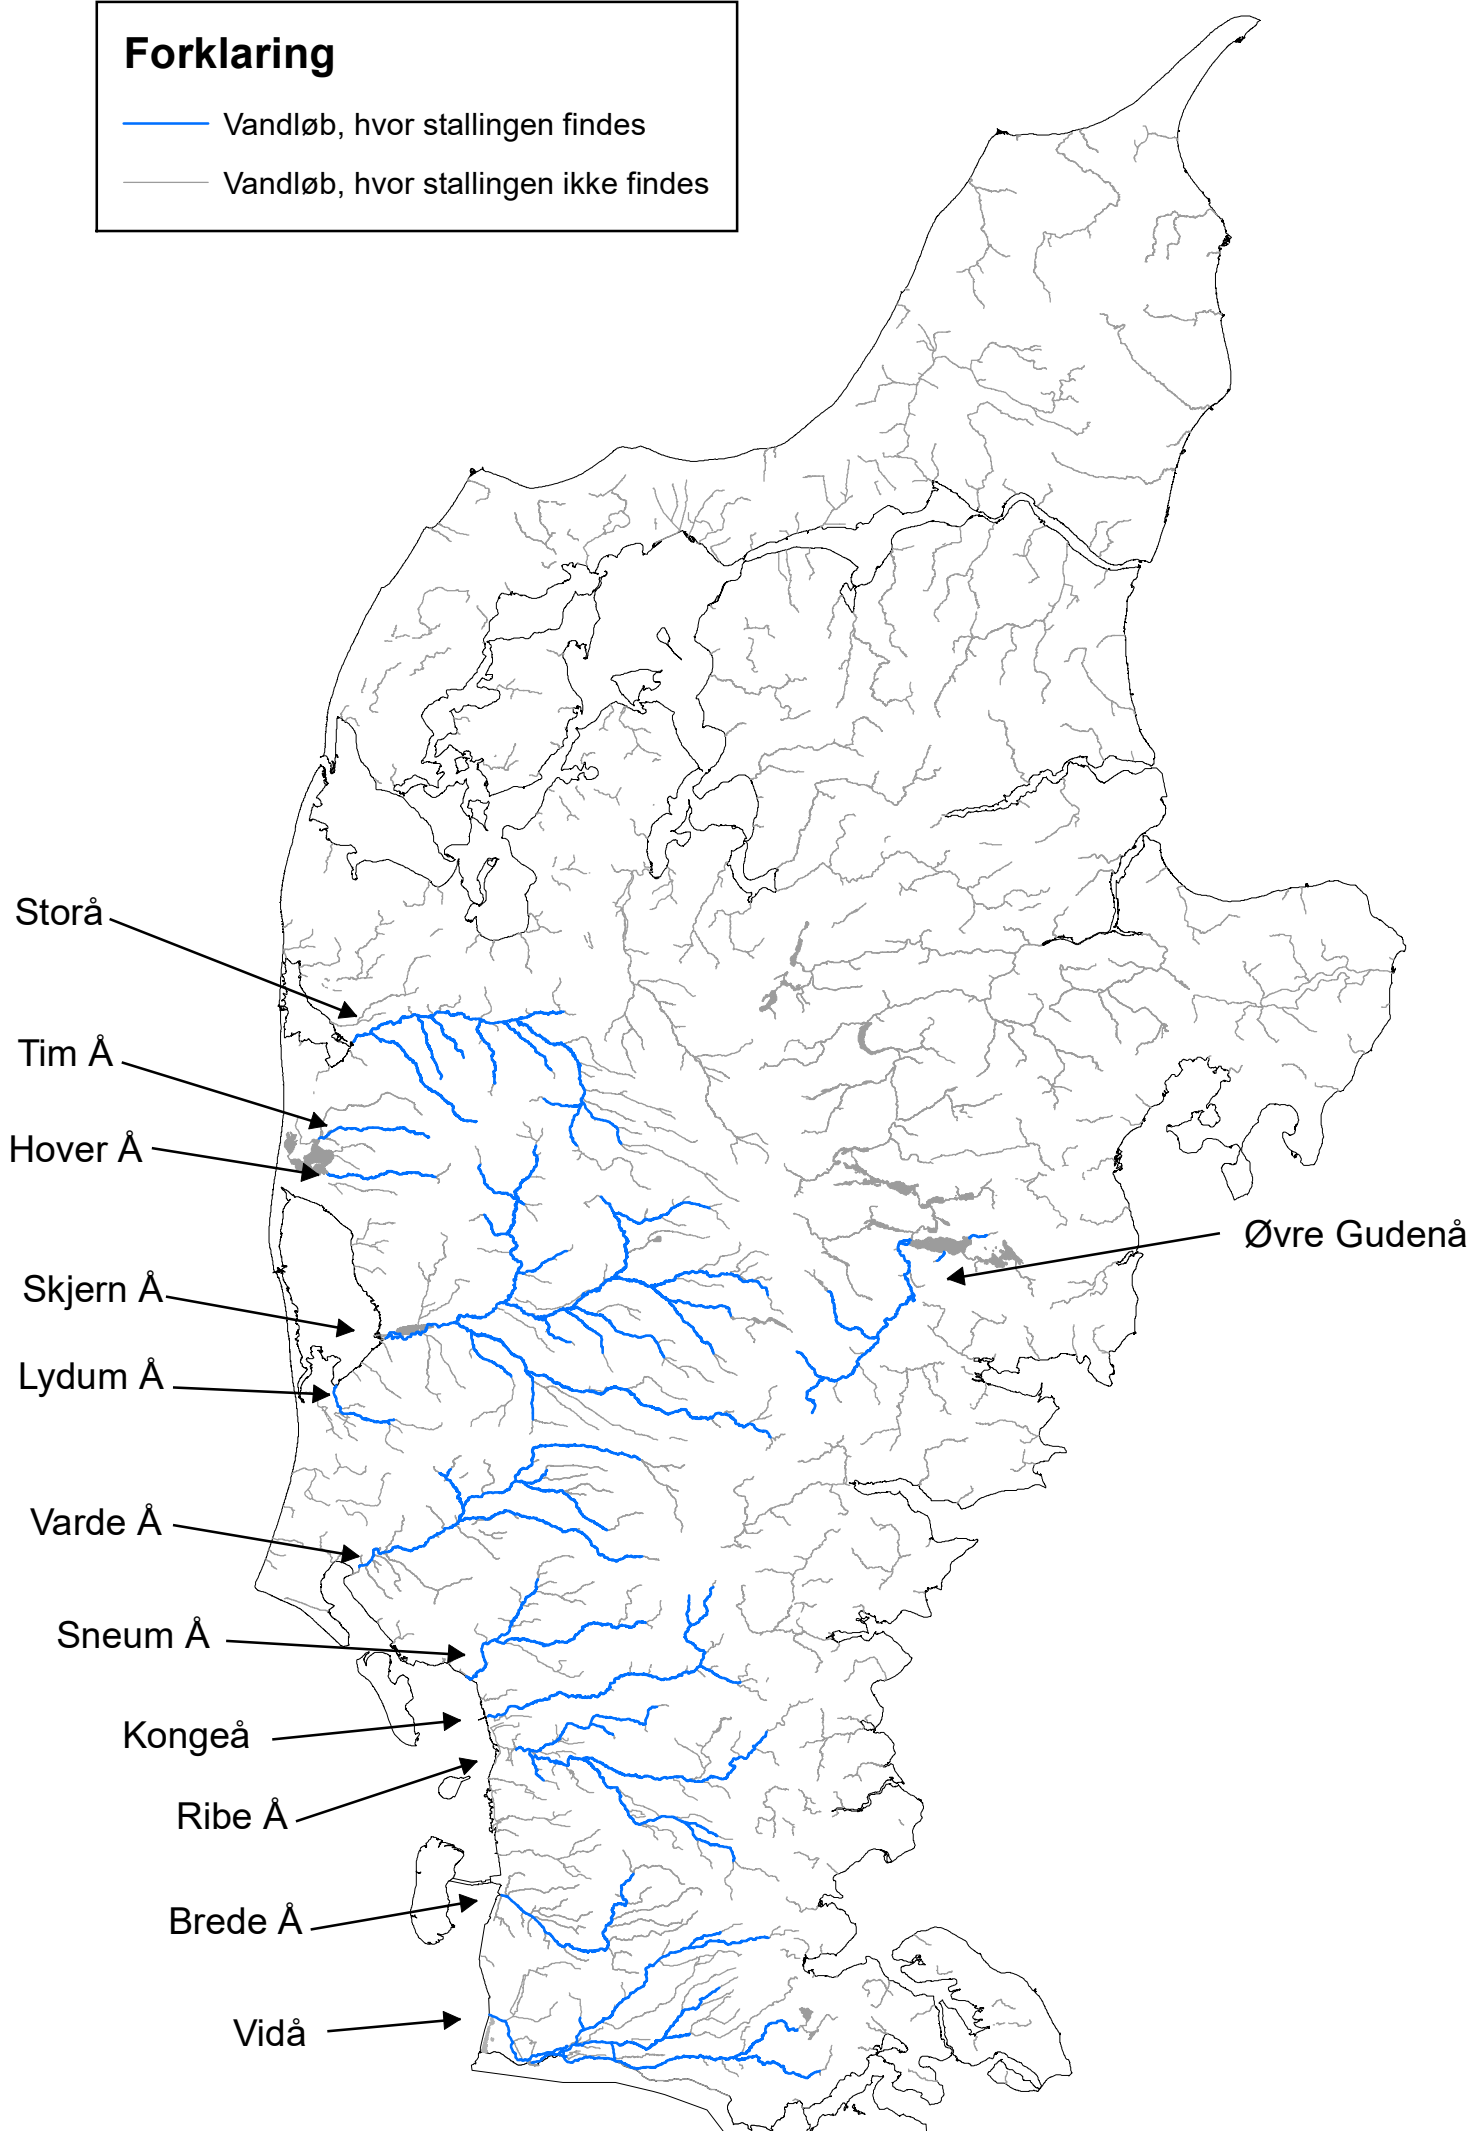 Forklaring
Vandløb, hvor stallingen findes
Vandløb, hvor stallingen ikke findes
Storå
Tim Å
Hover Å
Øvre Gudenå
Skjern Å
Lydum Å
Varde Å
Sneum Å
Kongeå
Ribe Å
Brede Å
Vidå